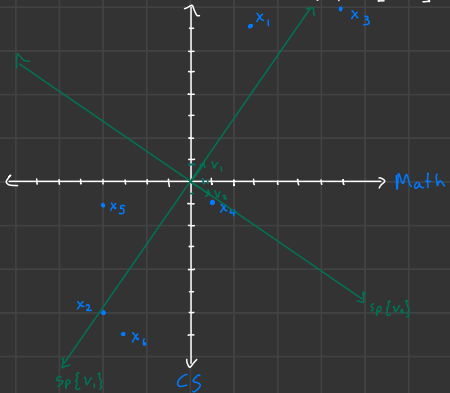 x₁
x₃
v₁
Math
v₂
x₅
x₄
x₂
sp{v₂}
x₆
sp{v₁}
CS